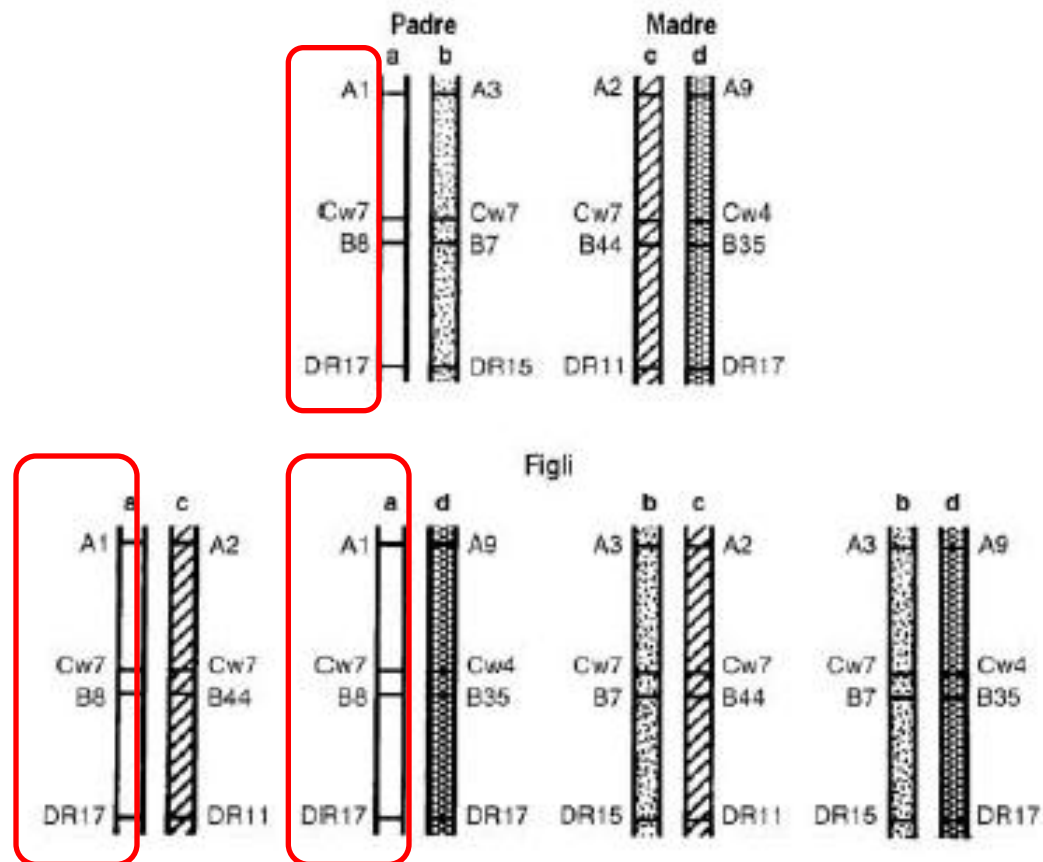 Padre Madre
a b c d
A1 A3 A2 A9
Cw7 Cw7 Cw7 Cw4
B8 B7 B44 B35
DR17 DR15 DR11 DR17
Figli
a c a d b c b d
A1 A2 A1 A9 A3 A2 A3 A9
Cw7 Cw7 Cw7 Cw4 Cw7 Cw7 Cw7 Cw4
B8 B44 B8 B35 B7 B44 B7 B35
DR17 DR11 DR17 DR17 DR15 DR11 DR15 DR17